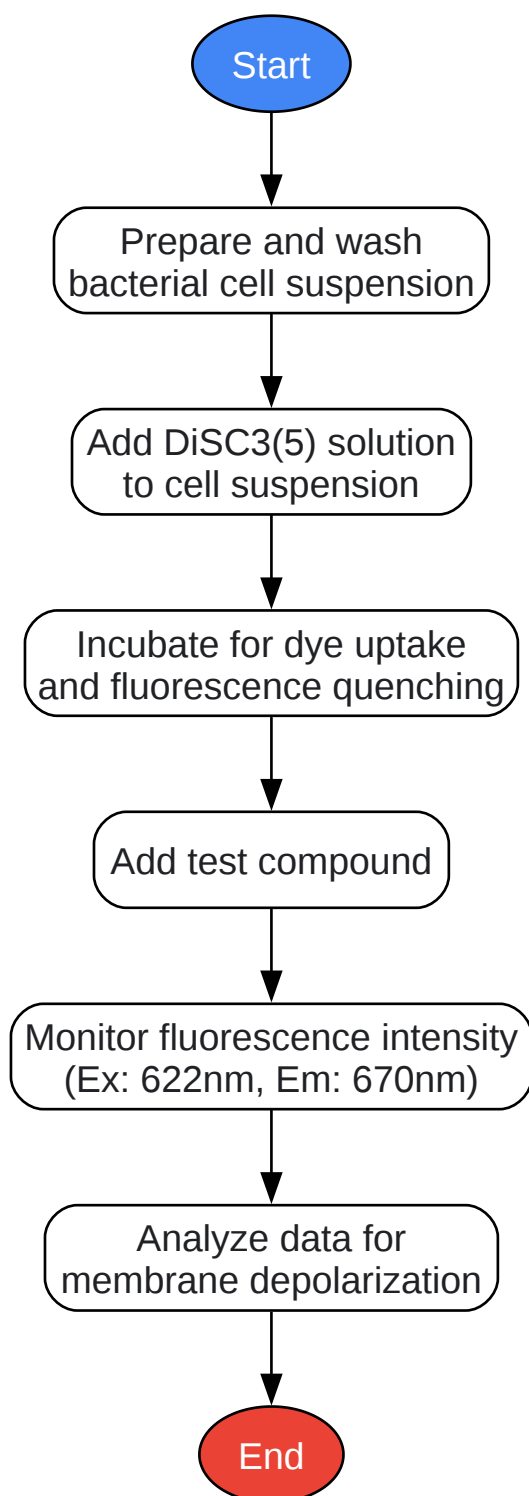 Start
Prepare and wash
bacterial cell suspension
Add DiSC3(5) solution
to cell suspension
Incubate for dye uptake
and fluorescence quenching
Add test compound
Monitor fluorescence intensity
(Ex: 622nm, Em: 670nm)
Analyze data for
membrane depolarization
End